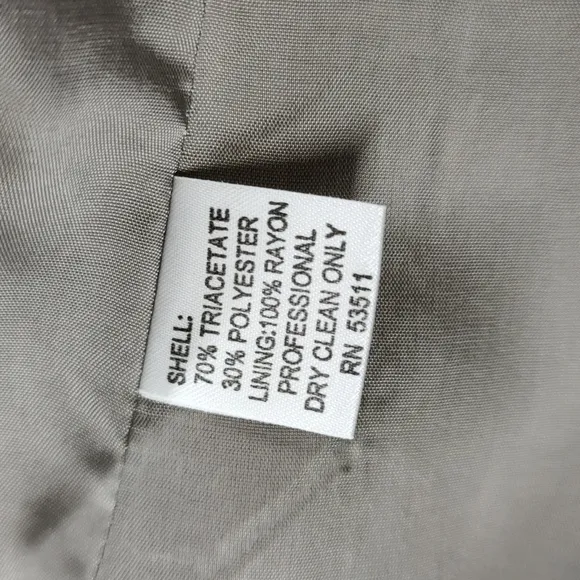 SHELL:
70% TRIACETATE
30% POLYESTER
LINING:100% RAYON
PROFESSIONAL
DRY CLEAN ONLY
RN 53511